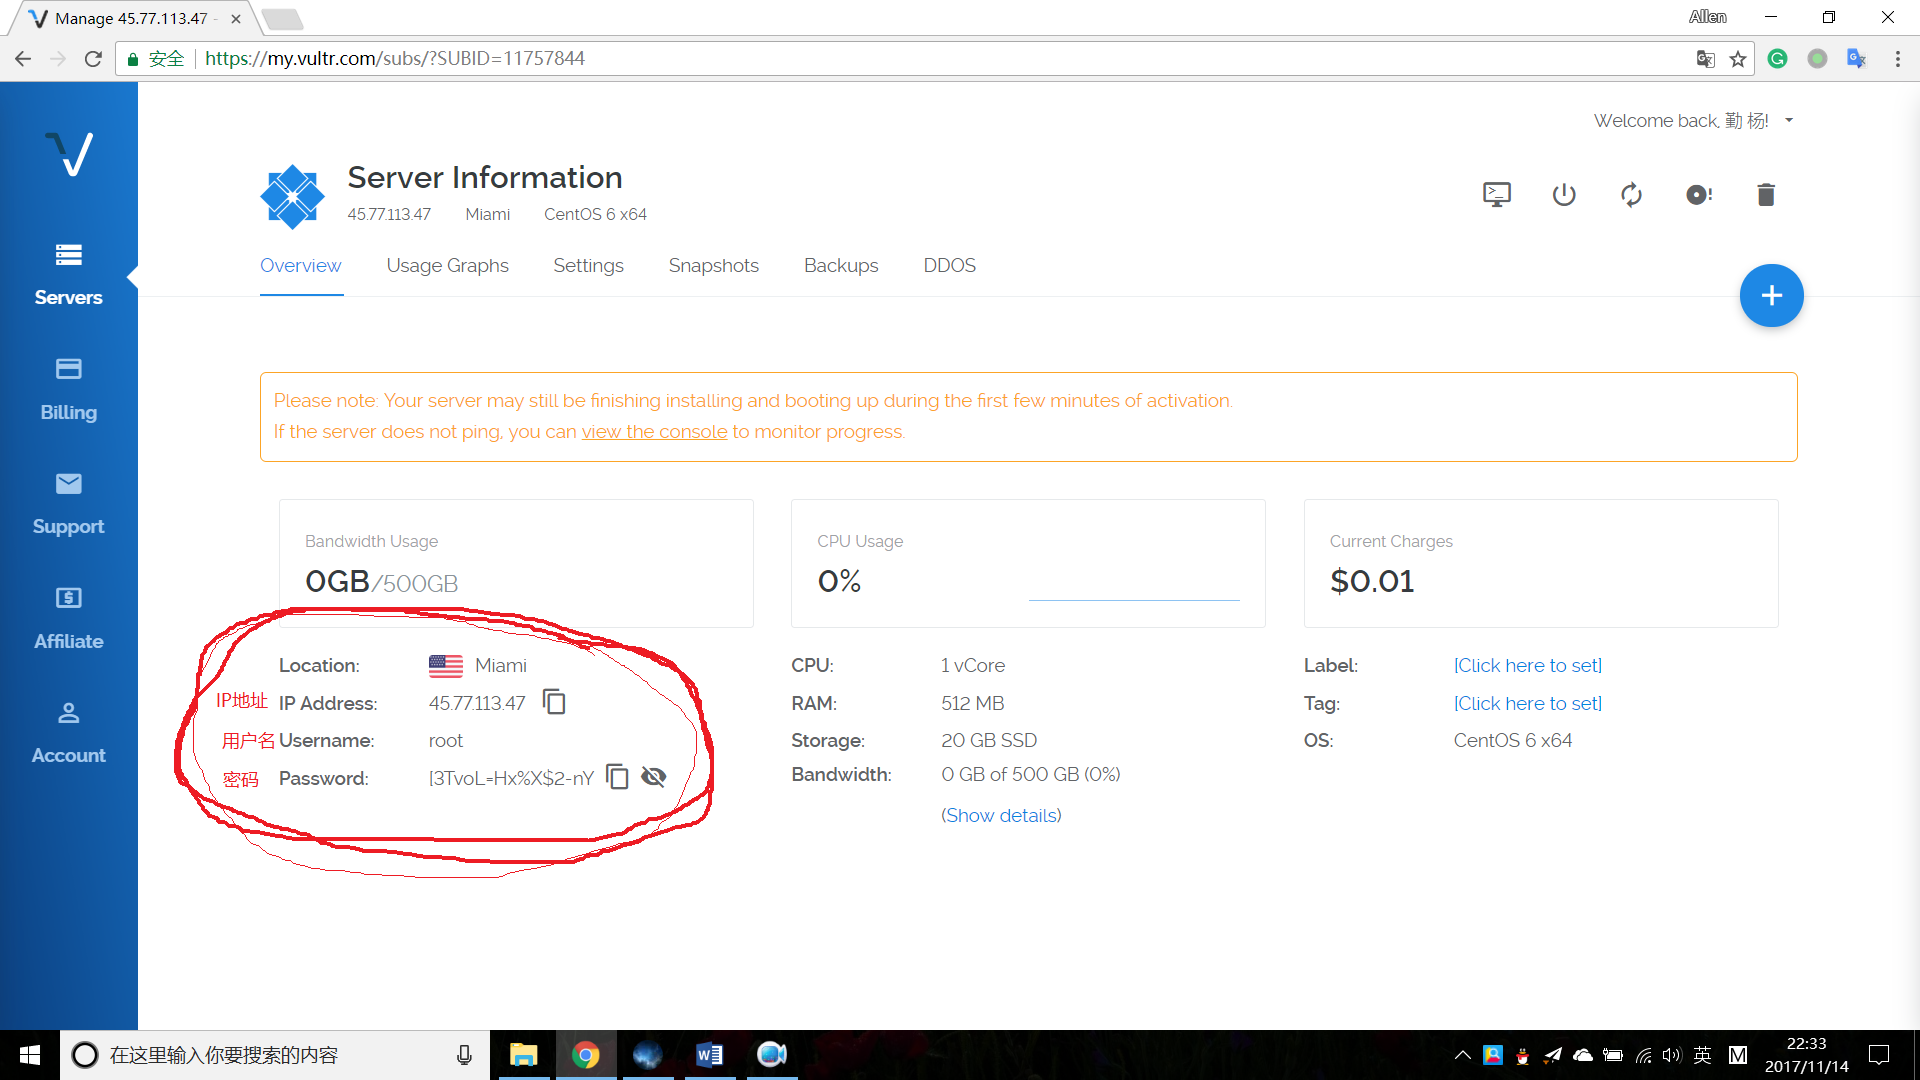 Manage 45.77.113.47 -
Allen
安全 https://my.vultr.com/subs/?SUBID=11757844
Welcome back, 勤 杨!
Server Information
45.77.113.47 Miami CentOS 6 x64
Overview Usage Graphs Settings Snapshots Backups DDOS
Servers
Billing
Support
Affiliate
Account
Please note: Your server may still be finishing installing and booting up during the first few minutes of activation.
If the server does not ping, you can view the console to monitor progress.
Bandwidth Usage
0GB/500GB
CPU Usage
0%
Current Charges
$0.01
Location: Miami
IP地址 IP Address: 45.77.113.47
用户名 Username: root
密码 Password: [3TvoL=Hx%X$2-nY
CPU: 1 vCore
RAM: 512 MB
Storage: 20 GB SSD
Bandwidth: 0 GB of 500 GB (0%)
(Show details)
Label: [Click here to set]
Tag: [Click here to set]
OS: CentOS 6 x64
在这里输入你要搜索的内容
英 M
22:33
2017/11/14